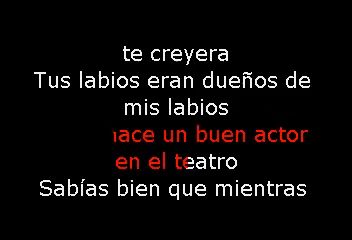 te creyera
Tus labios eran dueños de
mis labios
hace un buen actor
en el teatro
Sabías bien que mientras